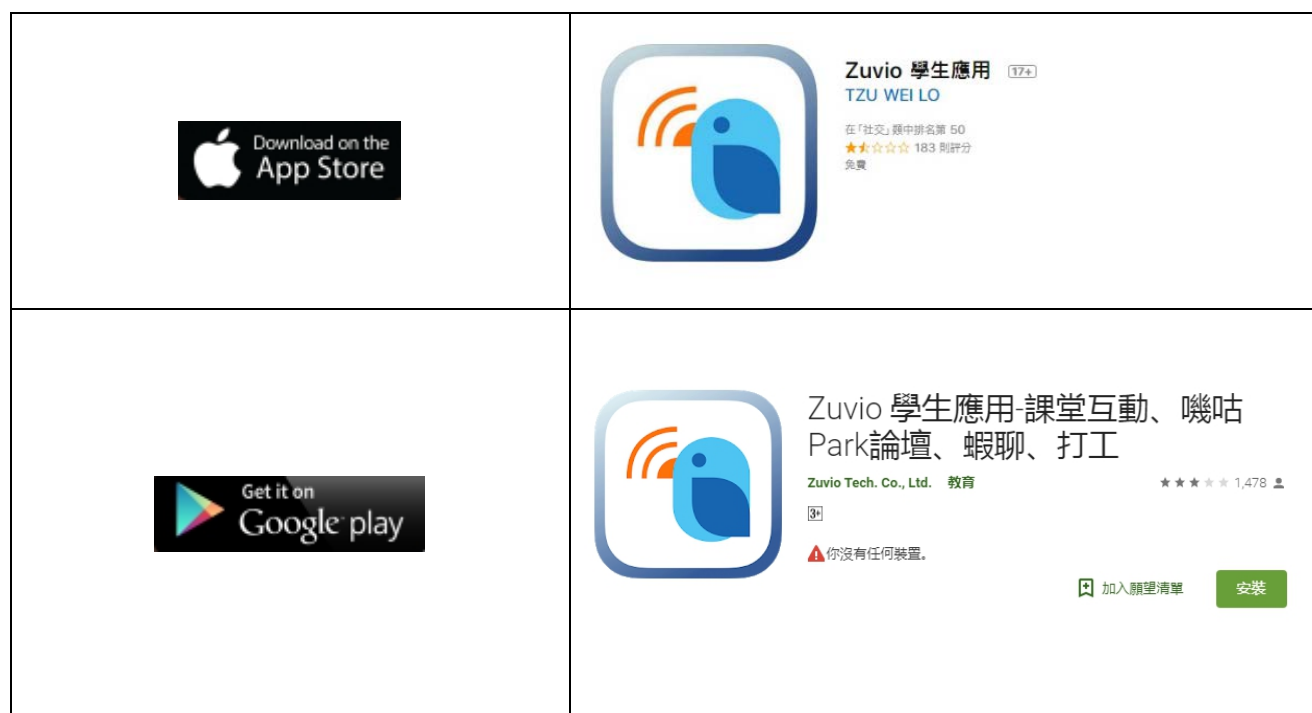 Download on the
App Store
Zuvio 學生應用 17+
TZU WEI LO
在「社交」類中排名第 50
★★☆☆☆ 183 則評分
免費
Get it on
Google play
Zuvio 學生應用-課堂互動、嘰咕
Park論壇、蝦聊、打工
Zuvio Tech. Co., Ltd. 教育 ★★★★★ 1,478
3+
你沒有任何裝置。
加入願望清單 安裝